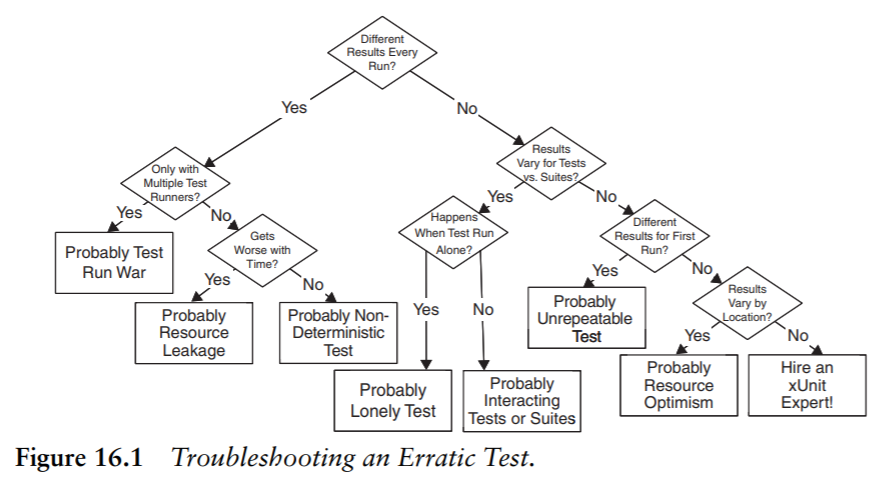 Different
Results Every
Run?
Yes
No
Only with
Multiple Test
Runners?
Results
Vary for Tests
vs. Suites?
Yes
No
Yes
No
Probably Test
Run War
Gets
Worse with
Time?
Happens
When Test Run
Alone?
Different
Results for First
Run?
Yes
No
Yes
No
Yes
No
Probably
Resource
Leakage
Probably Non-
Deterministic
Test
Probably
Unrepeatable
Test
Results
Vary by
Location?
Yes
No
Probably
Lonely Test
Probably
Interacting
Tests or Suites
Probably
Resource
Optimism
Hire an
xUnit
Expert!
Figure 16.1 Troubleshooting an Erratic Test.